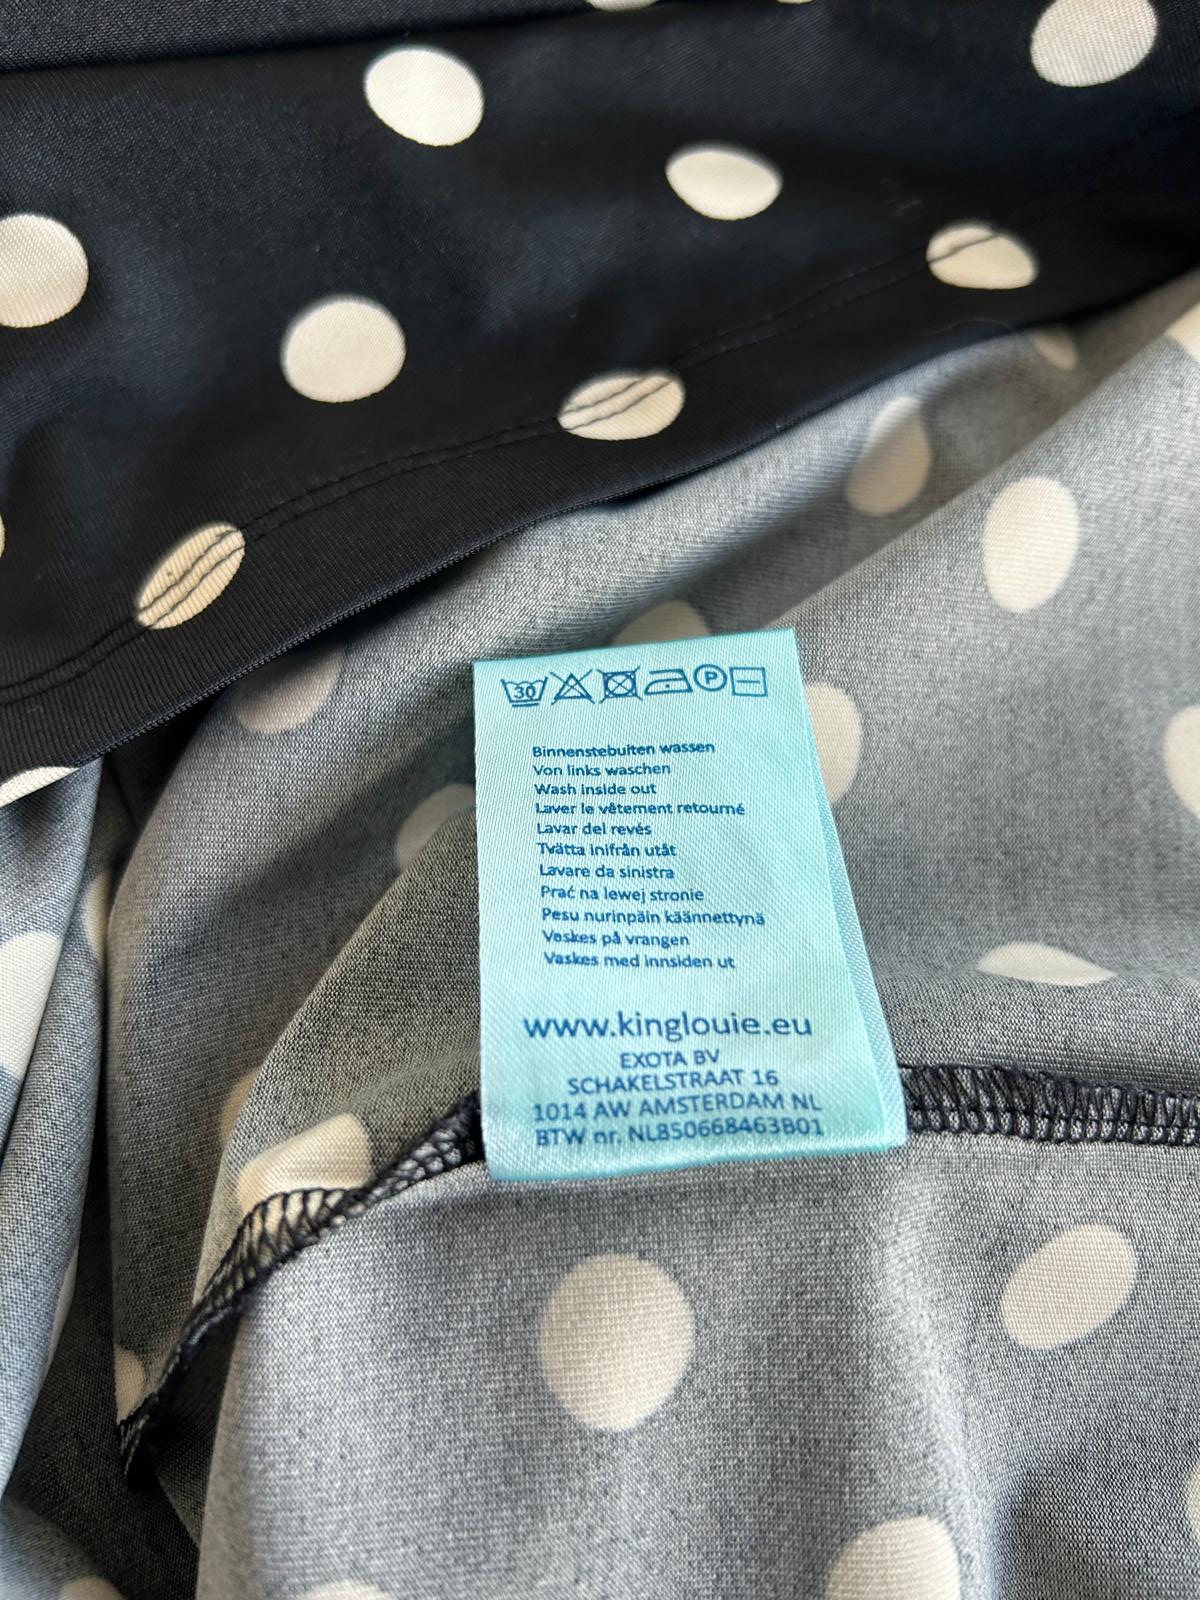 30 P
Binnenstebuiten wassen
Von links waschen
Wash inside out
Laver le vêtement retourné
Lavar del revés
Tvätta inifrån utåt
Lavare da sinistra
Prać na lewej stronie
Pesu nurinpäin käännettynä
Vaskes på vrangen
Vaskes med innsiden ut
www.kinglouie.eu
EXOTA BV
SCHAKELSTRAAT 16
1014 AW AMSTERDAM NL
BTW nr. NL850668463B01